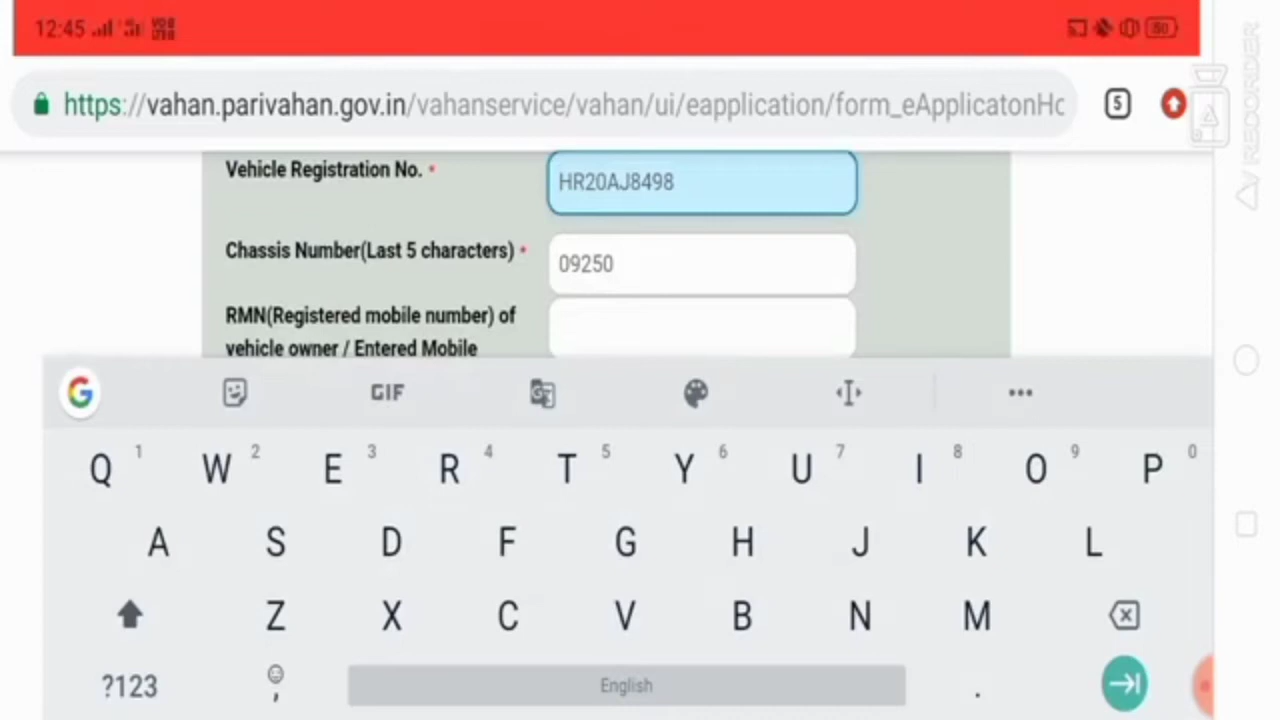 12:45
https://vahan.parivahan.gov.in/vahanservice/vahan/ui/eapplication/form_eApplicatonHo
5
Vehicle Registration No. *
HR20AJ8498
Chassis Number(Last 5 characters) *
09250
RMN(Registered mobile number) of
vehicle owner / Entered Mobile
GIF
Q 1 W 2 E 3 R 4 T 5 Y 6 U 7 I 8 O 9 P 0
A S D F G H J K L
Z X C V B N M
?123 , English .
RECORDER